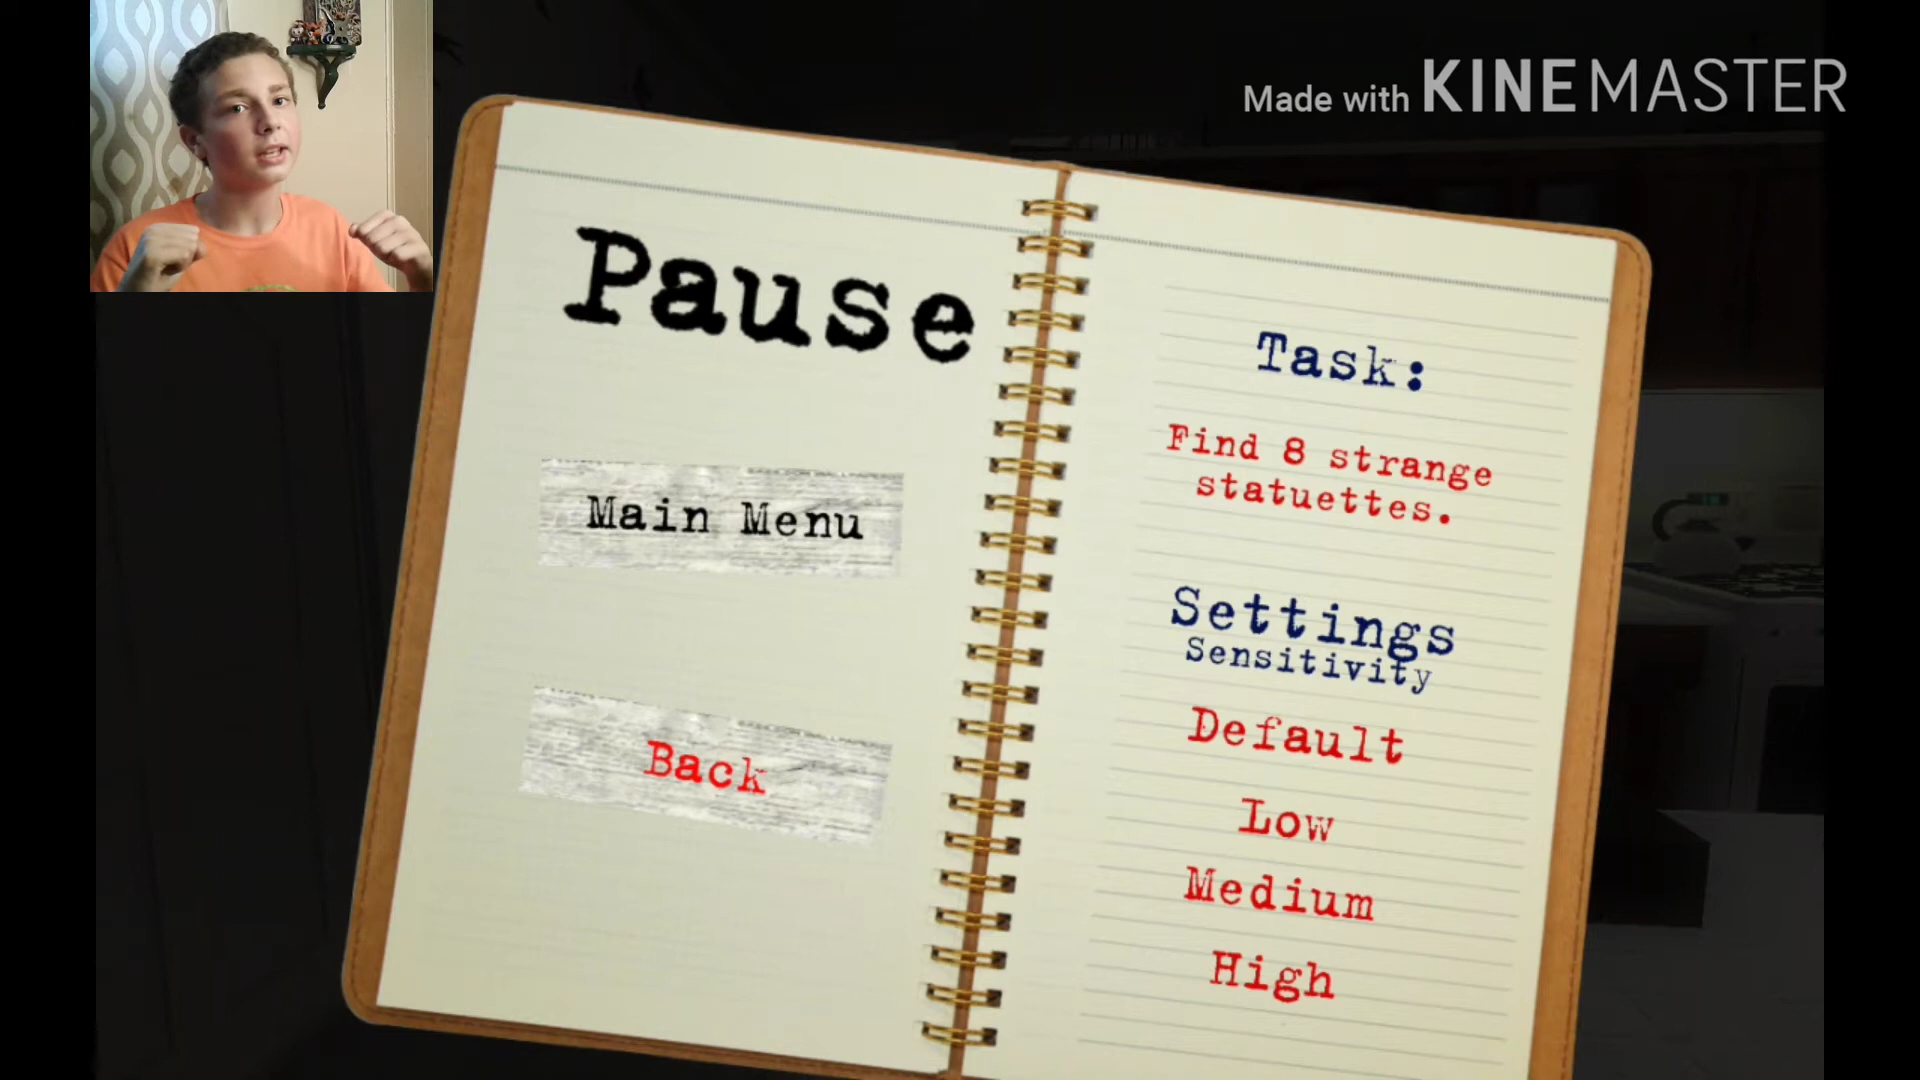 Made with KINEMASTER
Pause
Main Menu
Back
Task:
Find 8 strange
statuettes.
Settings
Sensitivity
Default
Low
Medium
High